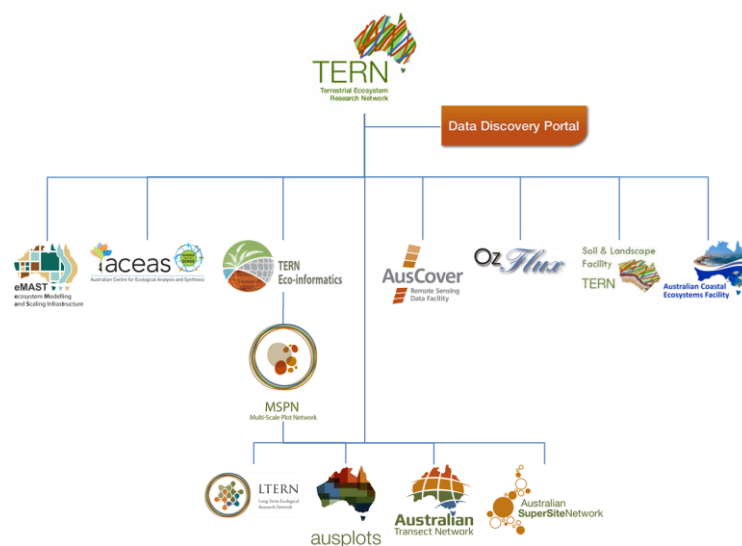 TERN
Terrestrial Ecosystem
Research Network
Data Discovery Portal
eMAST
ecosystem Modelling
and Scaling Infrastructure
aceas
Australian Centre for Ecological Analysis and Synthesis
TERN
Eco-informatics
AusCover
Remote Sensing
Data Facility
OzFlux
Soil & Landscape
Facility
TERN
Australian Coastal
Ecosystems Facility
MSPN
Multi-Scale Plot Network
LTERN
Long Term Ecological
Research Network
ausplots
Australian
Transect Network
Australian
SuperSiteNetwork